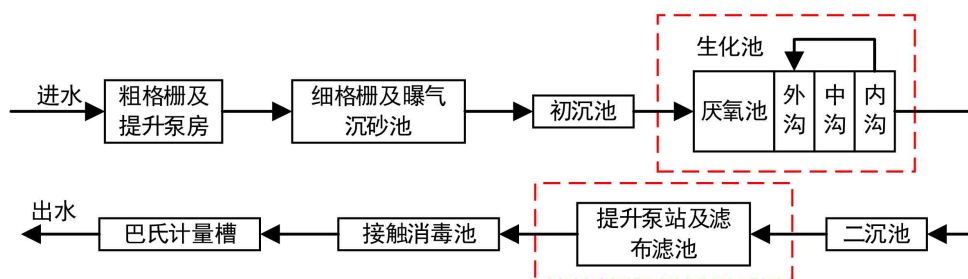 生化池
进水
粗格栅及
提升泵房
细格栅及曝气
沉砂池
初沉池
厌氧池
外
沟
中
沟
内
沟
出水
巴氏计量槽
接触消毒池
提升泵站及滤
布滤池
二沉池